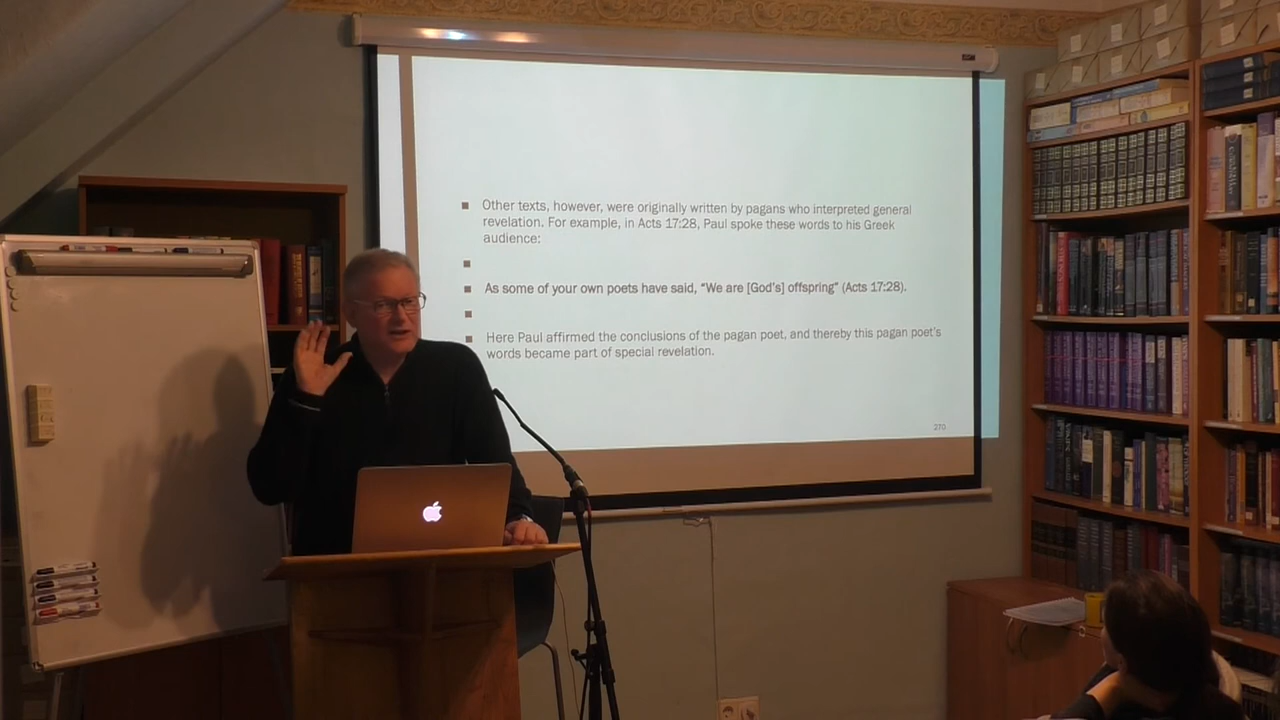 Other texts, however, were originally written by pagans who interpreted general
revelation. For example, in Acts 17:28, Paul spoke these words to his Greek
audience:
As some of your own poets have said, “We are [God’s] offspring” (Acts 17:28).
Here Paul affirmed the conclusions of the pagan poet, and thereby this pagan poet’s
words became part of special revelation.
270